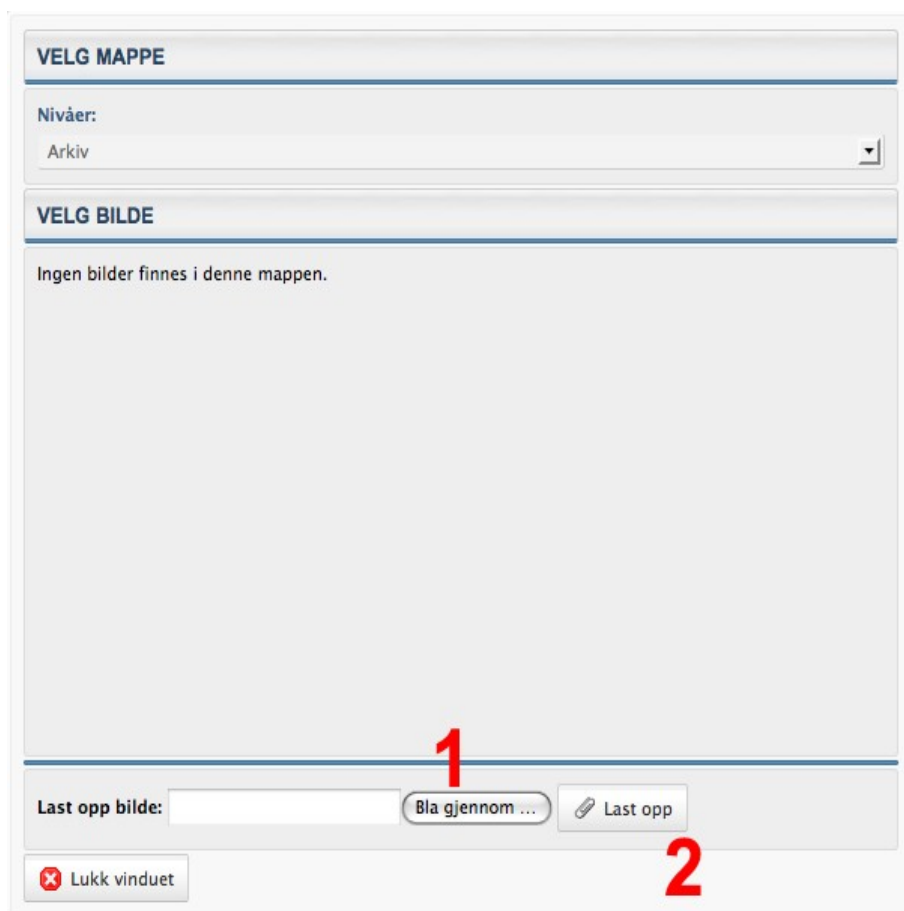 VELG MAPPE
Nivåer:
Arkiv
VELG BILDE
Ingen bilder finnes i denne mappen.
1
Last opp bilde: Bla gjennom ... Last opp
2
Lukk vinduet